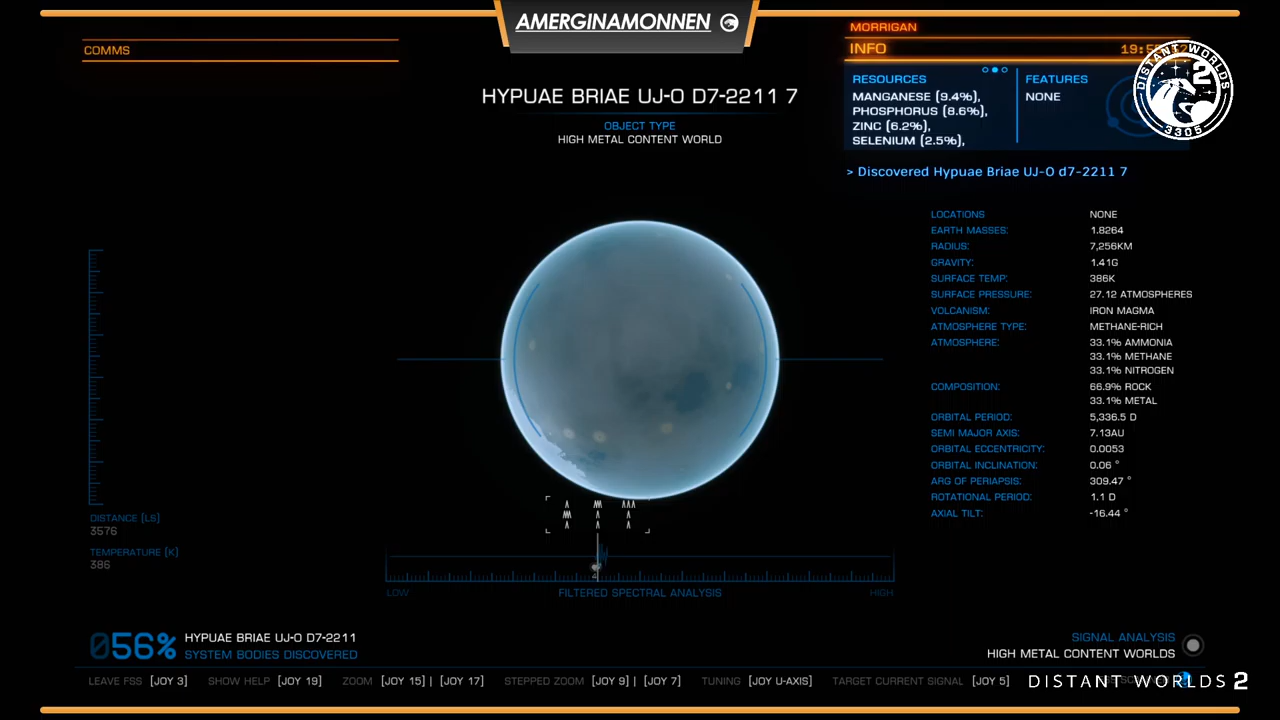 AMERGINAMONNEN
COMMS
MORRIGAN
INFO
RESOURCES
MANGANESE (9.4%),
PHOSPHORUS (8.6%),
ZINC (6.2%),
SELENIUM (2.5%),
FEATURES
NONE
DISTANT WORLDS
2
3305
HYPUAE BRIAE UJ-O D7-2211 7
OBJECT TYPE
HIGH METAL CONTENT WORLD
> Discovered Hypuae Briae UJ-O d7-2211 7
LOCATIONS NONE
EARTH MASSES: 1.8264
RADIUS: 7,256KM
GRAVITY: 1.41G
SURFACE TEMP: 386K
SURFACE PRESSURE: 27.12 ATMOSPHERES
VOLCANISM: IRON MAGMA
ATMOSPHERE TYPE: METHANE-RICH
ATMOSPHERE: 33.1% AMMONIA
33.1% METHANE
33.1% NITROGEN
COMPOSITION: 66.9% ROCK
33.1% METAL
ORBITAL PERIOD: 5,336.5 D
SEMI MAJOR AXIS: 7.13AU
ORBITAL ECCENTRICITY: 0.0053
ORBITAL INCLINATION: 0.06 °
ARG OF PERIAPSIS: 309.47 °
ROTATIONAL PERIOD: 1.1 D
AXIAL TILT: -16.44 °
DISTANCE (LS)
3576
TEMPERATURE (K)
386
LOW FILTERED SPECTRAL ANALYSIS HIGH
056% HYPUAE BRIAE UJ-O D7-2211
SYSTEM BODIES DISCOVERED
SIGNAL ANALYSIS
HIGH METAL CONTENT WORLDS
LEAVE FSS [JOY 3] SHOW HELP [JOY 19] ZOOM [JOY 15] | [JOY 17] STEPPED ZOOM [JOY 9] | [JOY 7] TUNING [JOY U-AXIS] TARGET CURRENT SIGNAL [JOY 5]
DISTANT WORLDS 2